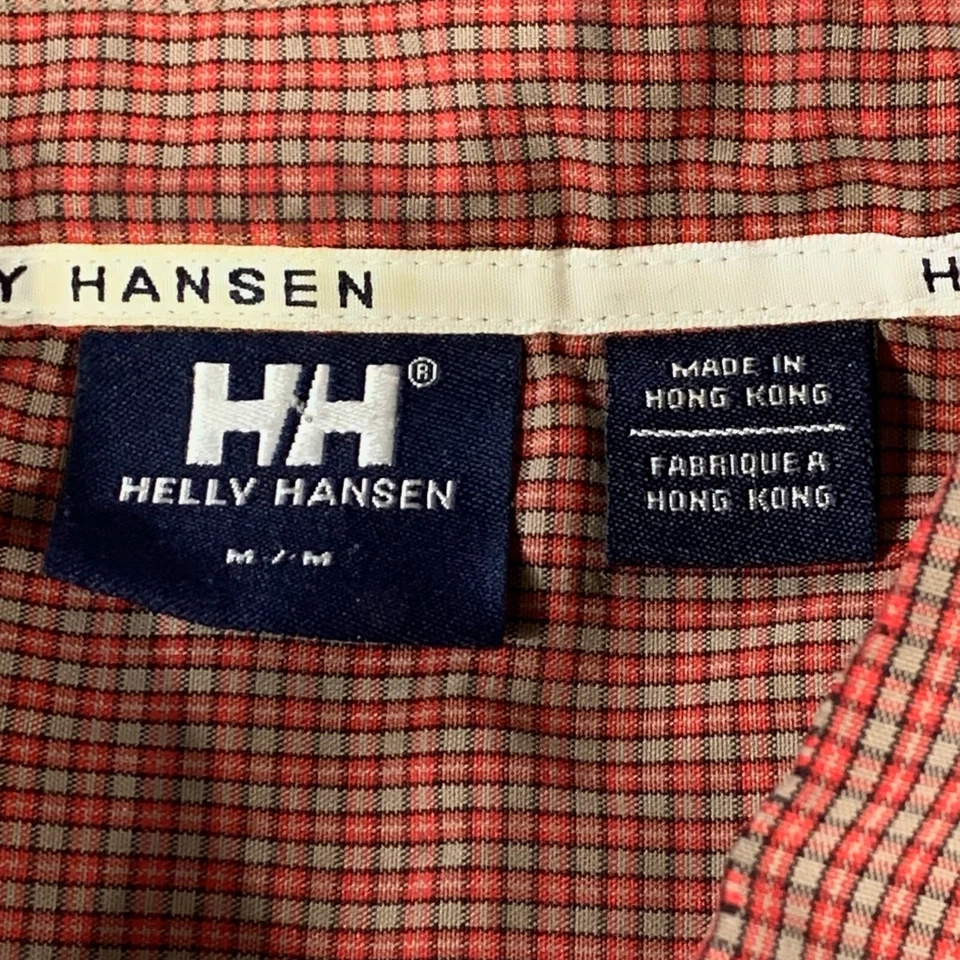 Y HANSEN H
HH®
HELLY HANSEN
M / M
MADE IN
HONG KONG
FABRIQUE A
HONG KONG